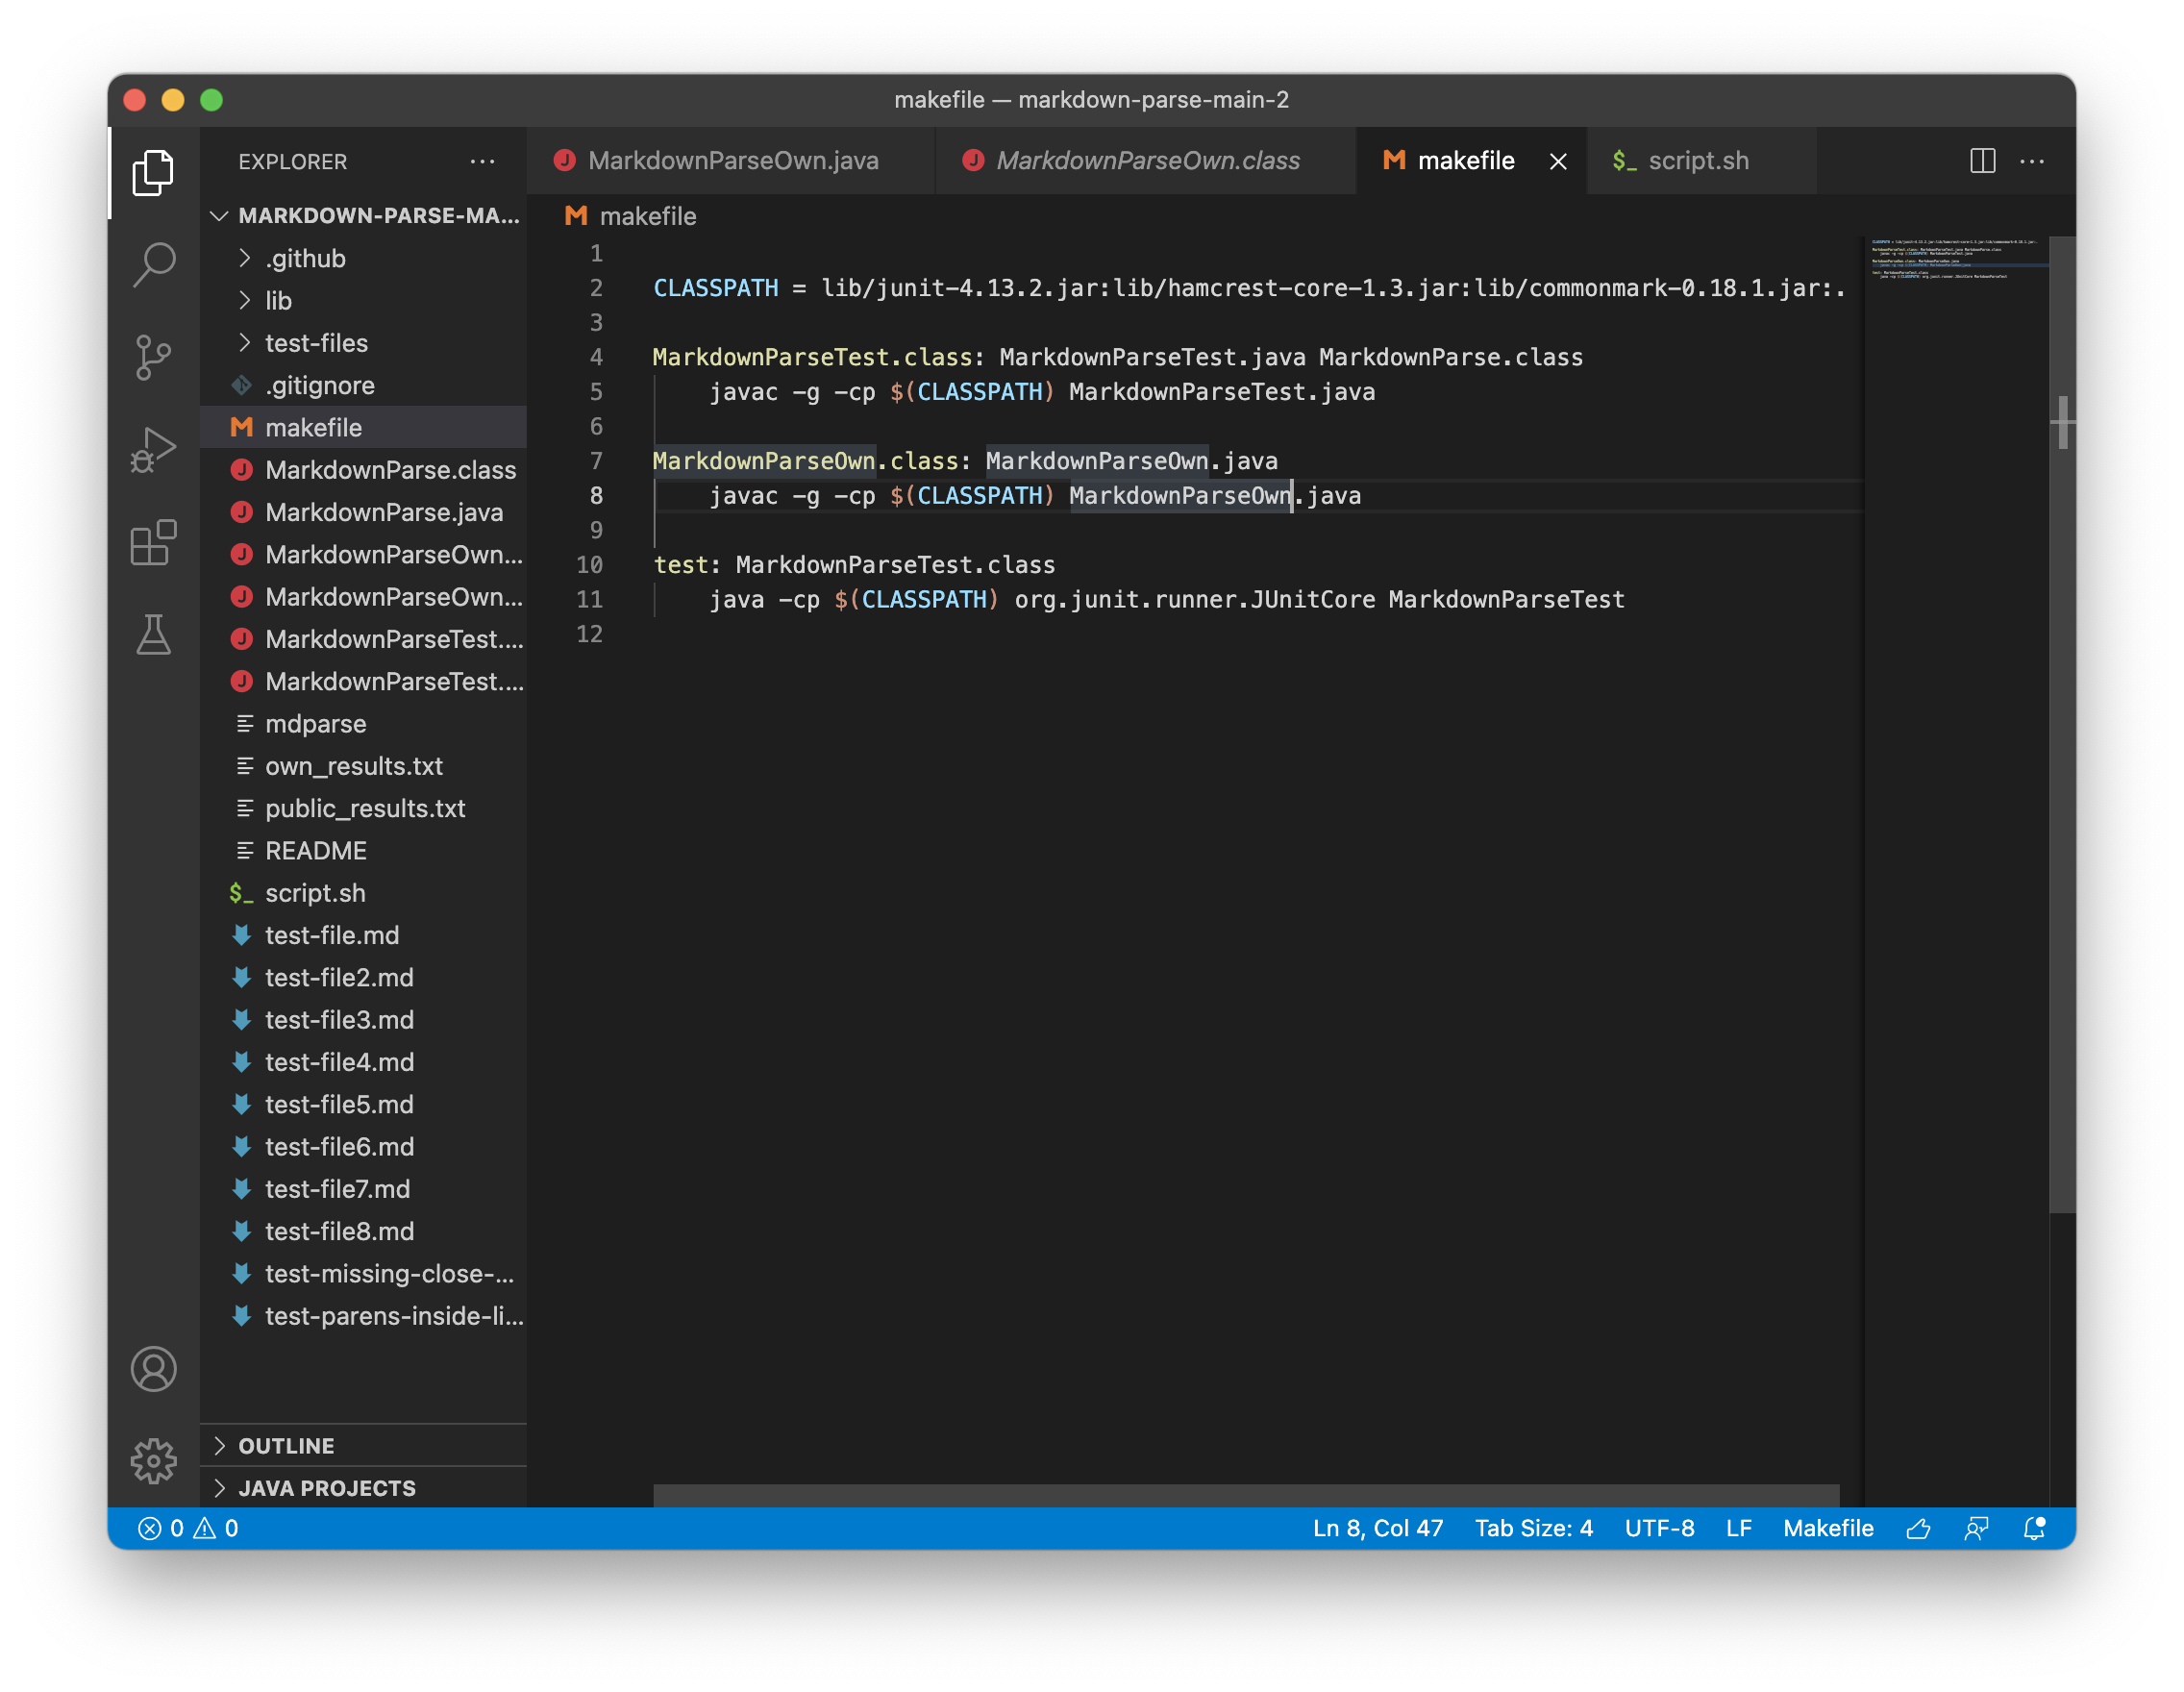 makefile — markdown-parse-main-2
EXPLORER
MARKDOWN-PARSE-MA...
.github
lib
test-files
.gitignore
makefile
MarkdownParse.class
MarkdownParse.java
MarkdownParseOwn...
MarkdownParseOwn...
MarkdownParseTest....
MarkdownParseTest....
mdparse
own_results.txt
public_results.txt
README
script.sh
test-file.md
test-file2.md
test-file3.md
test-file4.md
test-file5.md
test-file6.md
test-file7.md
test-file8.md
test-missing-close-...
test-parens-inside-li...
OUTLINE
JAVA PROJECTS
MarkdownParseOwn.java MarkdownParseOwn.class makefile script.sh
makefile
1
2 CLASSPATH = lib/junit-4.13.2.jar:lib/hamcrest-core-1.3.jar:lib/commonmark-0.18.1.jar:.
3
4 MarkdownParseTest.class: MarkdownParseTest.java MarkdownParse.class
5 javac -g -cp $(CLASSPATH) MarkdownParseTest.java
6
7 MarkdownParseOwn.class: MarkdownParseOwn.java
8 javac -g -cp $(CLASSPATH) MarkdownParseOwn.java
9
10 test: MarkdownParseTest.class
11 java -cp $(CLASSPATH) org.junit.runner.JUnitCore MarkdownParseTest
12
0 0 Ln 8, Col 47 Tab Size: 4 UTF-8 LF Makefile